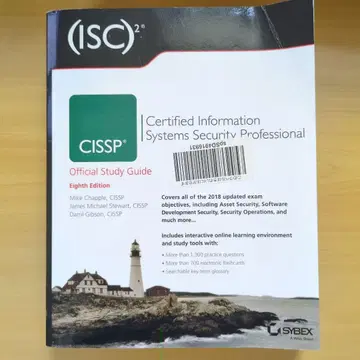 (ISC)²®
CISSP®
Certified Information
Systems Security Professional
Official Study Guide
Eighth Edition
Mike Chapple, CISSP
James Michael Stewart, CISSP
Darril Gibson, CISSP
Covers all of the 2018 updated exam
objectives, including Asset Security, Software
Development Security, Security Operations, and
much more...
Includes interactive online learning environment
and study tools with:
• More than 1,300 practice questions
• More than 700 electronic flashcards
• Searchable key term glossary
SYBEX
A Wiley Brand